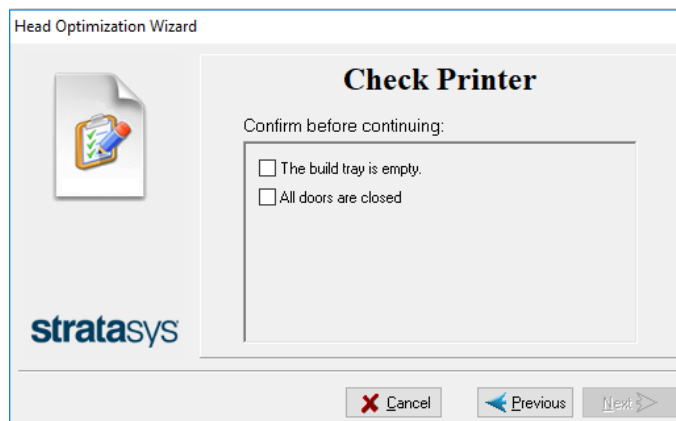 Head Optimization Wizard
Check Printer
Confirm before continuing:
The build tray is empty.
All doors are closed
stratasys
Cancel
Previous
Next